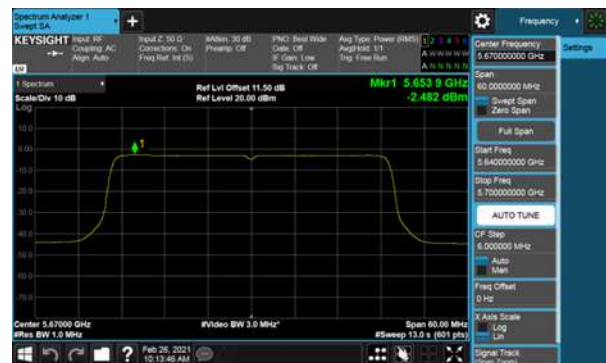 Spectrum Analyzer 1
Swept SA
+
Frequency
KEYSIGHT
Input: RF
Coupling: AC
Align: Auto
Input Z: 50 Ω
Corrections: On
Freq Ref: Int (S)
#Atten: 30 dB
Preamp: Off
PNO: Best Wide
Gate: Off
IF Gain: Low
Sig Track: Off
Avg Type: Power (RMS)
Avg|Hold: 1/1
Trig: Free Run
1 2 3 4 5 6
A W W W W W
A N N N N N
1 Spectrum
Scale/Div 10 dB
Log
Ref Lvl Offset 11.50 dB
Ref Level 20.00 dBm
Mkr1 5.653 9 GHz
-2.482 dBm
10.0
0.00
-10.0
-20.0
-30.0
-40.0
-50.0
-60.0
-70.0
1
Center 5.67000 GHz
#Res BW 1.0 MHz
#Video BW 3.0 MHz*
Span 60.00 MHz
#Sweep 13.0 s (601 pts)
Feb 26, 2021
10:13:46 AM
Center Frequency
5.670000000 GHz
Settings
Span
60.0000000 MHz
Swept Span
Zero Span
Full Span
Start Freq
5.640000000 GHz
Stop Freq
5.700000000 GHz
AUTO TUNE
CF Step
6.000000 MHz
Auto
Man
Freq Offset
0 Hz
X Axis Scale
Log
Lin
Signal Track